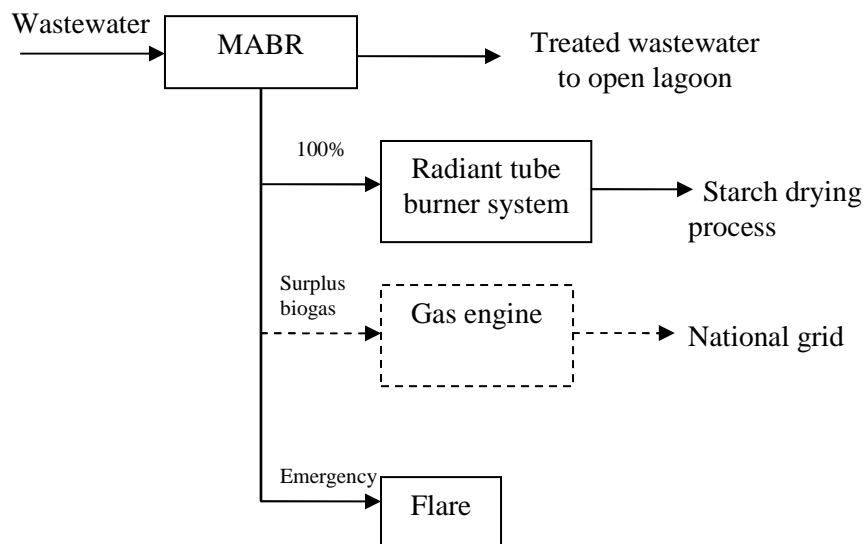 Wastewater
MABR
Treated wastewater
to open lagoon
100%
Radiant tube
burner system
Starch drying
process
Surplus
biogas
Gas engine
National grid
Emergency
Flare